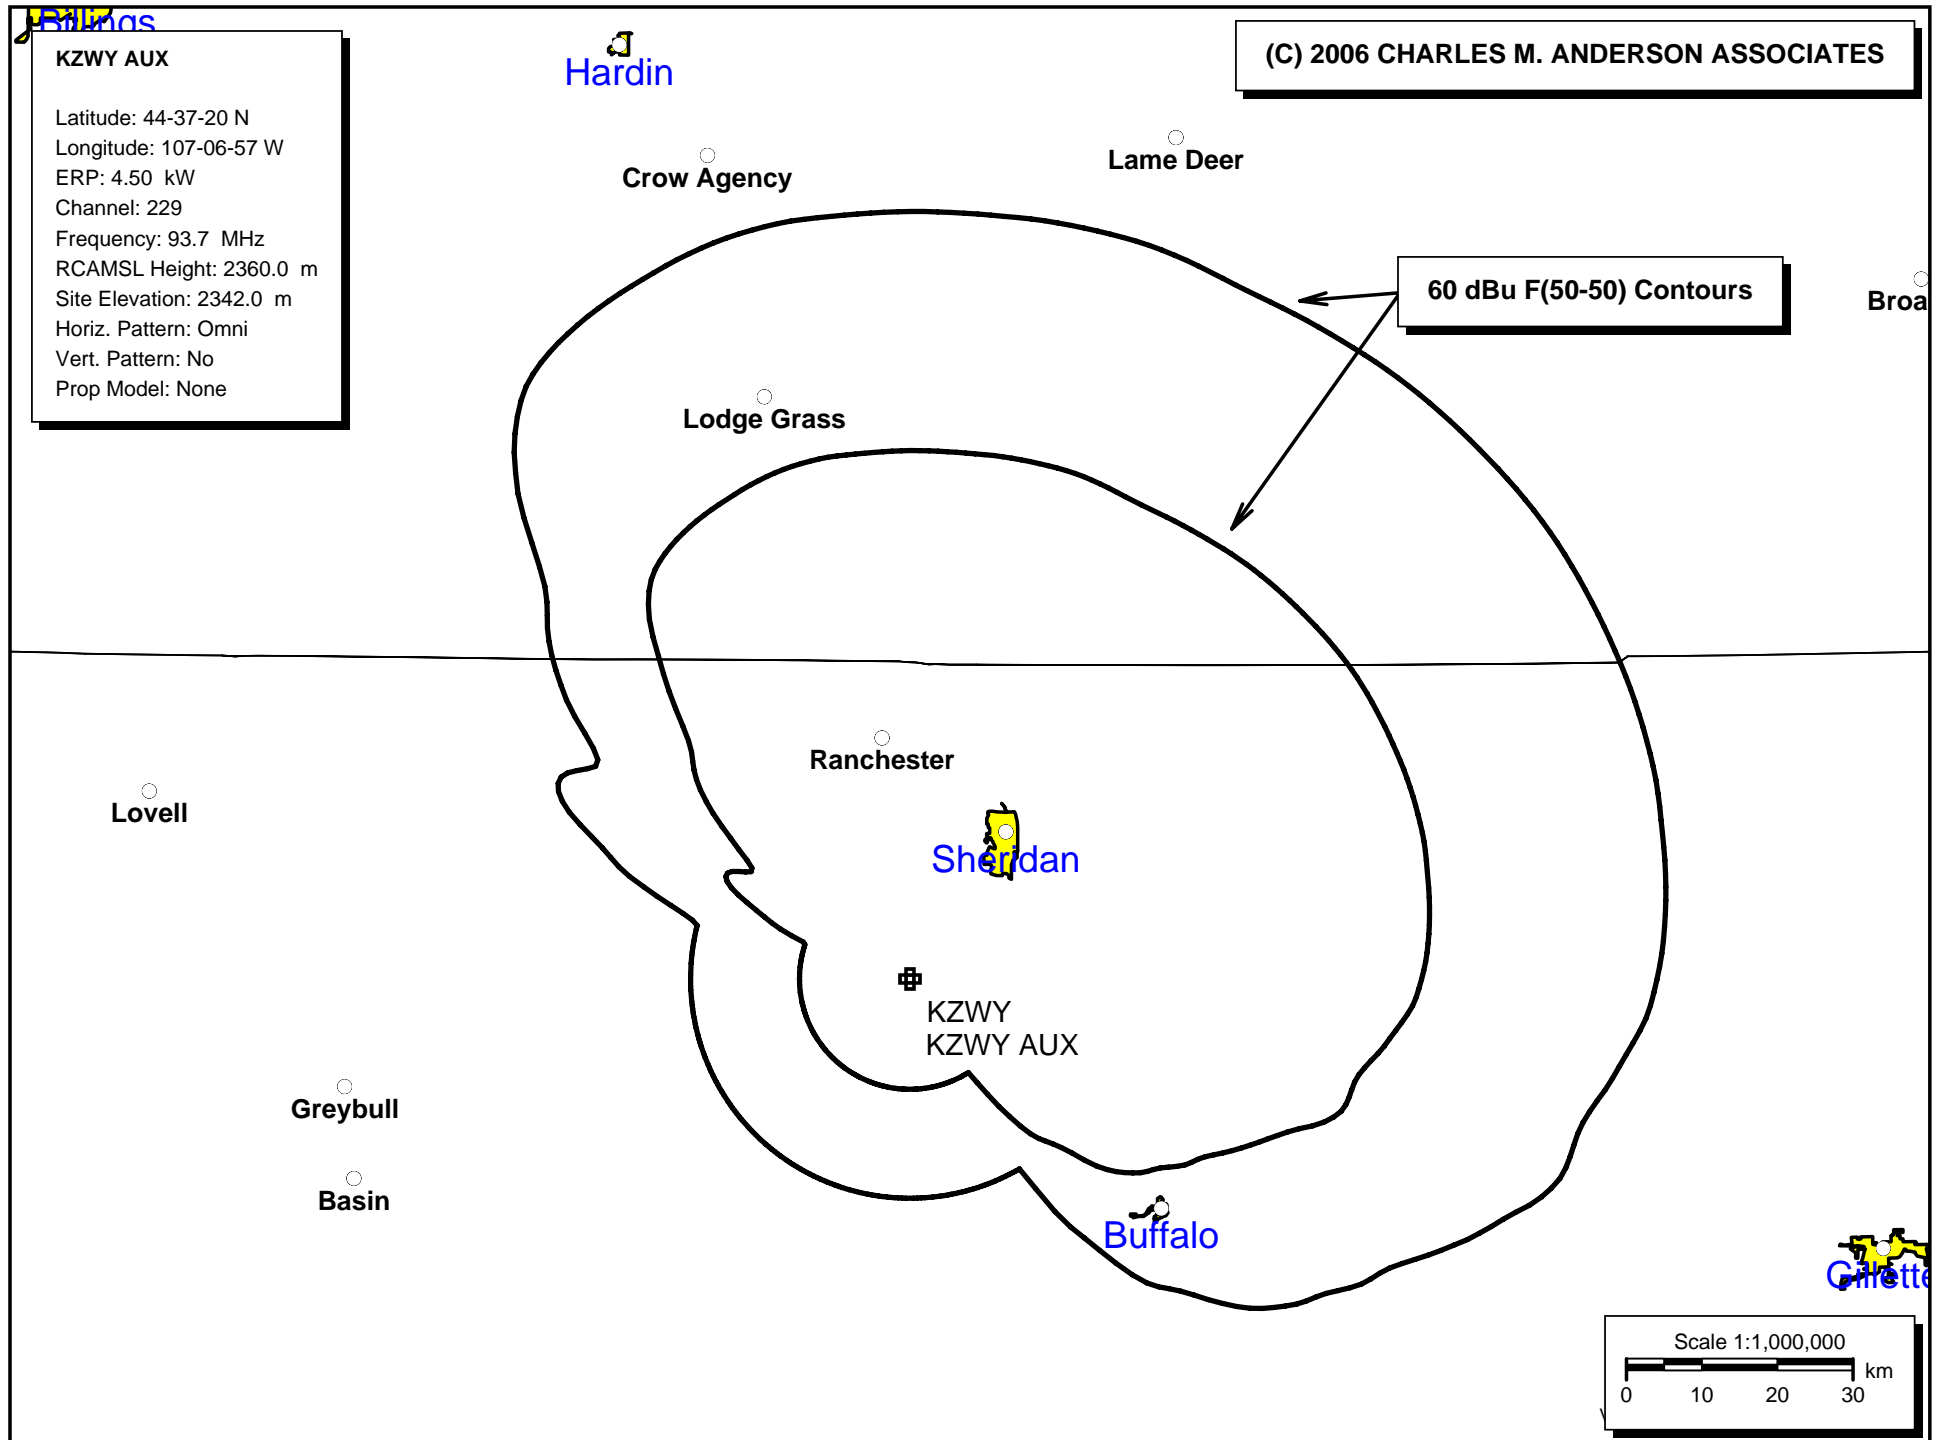 Billings
KZWY AUX
Latitude: 44-37-20 N
Longitude: 107-06-57 W
ERP: 4.50 kW
Channel: 229
Frequency: 93.7 MHz
RCAMSL Height: 2360.0 m
Site Elevation: 2342.0 m
Horiz. Pattern: Omni
Vert. Pattern: No
Prop Model: None
Hardin
(C) 2006 CHARLES M. ANDERSON ASSOCIATES
Crow Agency
Lame Deer
60 dBu F(50-50) Contours
Broa
Lodge Grass
Ranchester
Lovell
Sheridan
KZWY
KZWY AUX
Greybull
Basin
Buffalo
Gillette
Scale 1:1,000,000
km
0 10 20 30